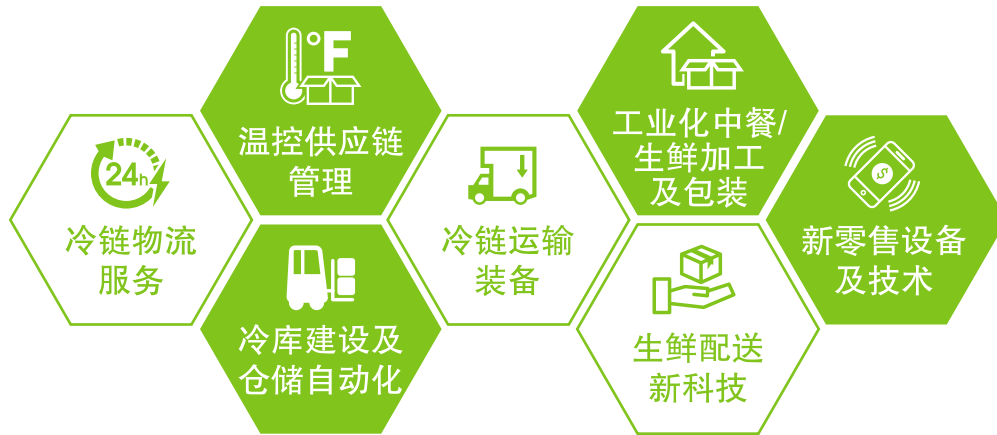 24h
冷链物流
服务
°F
温控供应链
管理
冷库建设及
仓储自动化
冷链运输
装备
工业化中餐/
生鲜加工
及包装
生鲜配送
新科技
$
新零售设备
及技术